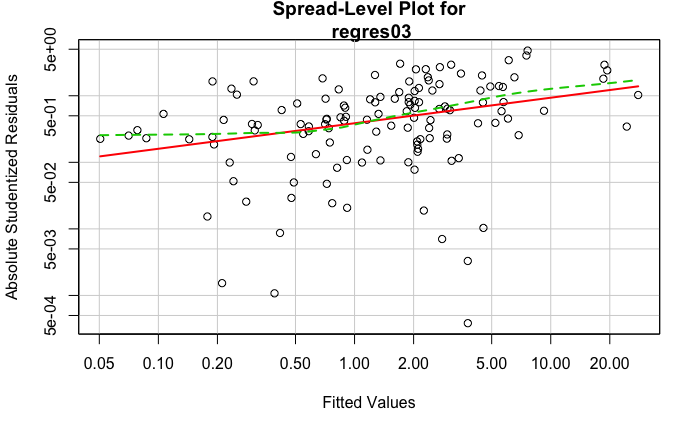 Spread-Level Plot for
regres03
Absolute Studentized Residuals
5e+00
5e-01
5e-02
5e-03
5e-04
0.05 0.10 0.20 0.50 1.00 2.00 5.00 10.00 20.00
Fitted Values